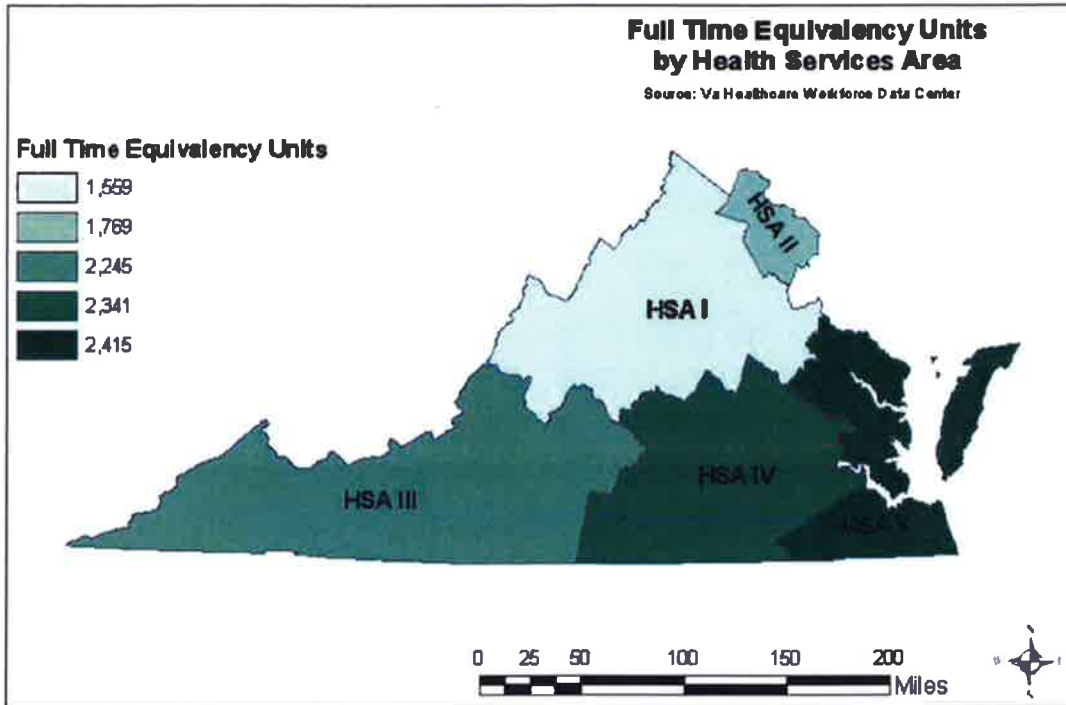 Full Time Equivalency Units
by Health Services Area
Source: Va Healthcare Workforce Data Center
Full Time Equivalency Units
1,559
1,769
2,245
2,341
2,415
HSA II
HSA I
HSA IV
HSA III
HSA V
0 25 50 100 150 200
Miles